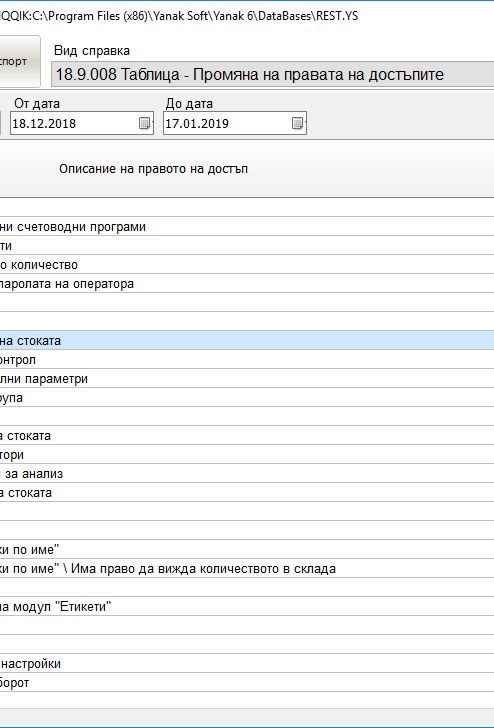 QQIK:C:\Program Files (x86)\Yanak Soft\Yanak 6\DataBases\REST.YS
спорт
Вид справка
18.9.008 Таблица - Промяна на правата на достъпите
От дата
До дата
18.12.2018
17.01.2019
Описание на правото на достъп
ни счетоводни програми
ти
о количество
паролата на оператора
на стоката
онтрол
лни параметри
рупа
а стоката
тори
за анализ
а стоката
ки по име"
ки по име" \ Има право да вижда количеството в склада
на модул "Етикети"
настройки
борот